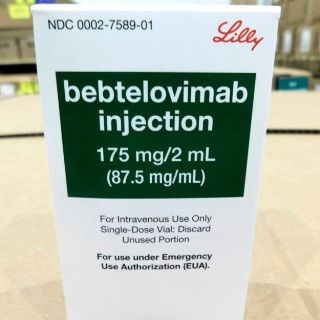 NDC 0002-7589-01
Lilly
bebtelovimab
injection
175 mg/2 mL
(87.5 mg/mL)
For Intravenous Use Only
Single-Dose Vial: Discard
Unused Portion
For use under Emergency
Use Authorization (EUA).